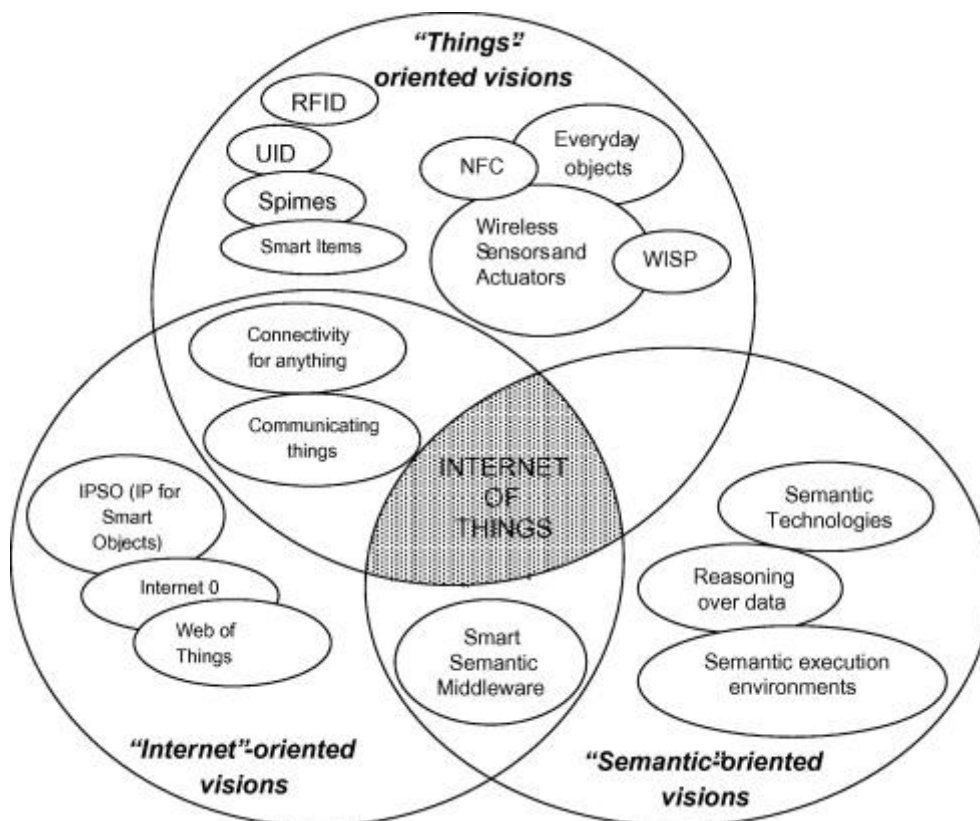 “Things”-
oriented visions
RFID
UID
Spimes
Smart Items
NFC
Everyday
objects
Wireless
Sensors and
Actuators
WISP
Connectivity
for anything
Communicating
things
INTERNET
OF
THINGS
IPSO (IP for
Smart
Objects)
Internet 0
Web of
Things
Semantic
Technologies
Reasoning
over data
Semantic execution
environments
Smart
Semantic
Middleware
“Internet”-oriented
visions
“Semantic”-oriented
visions